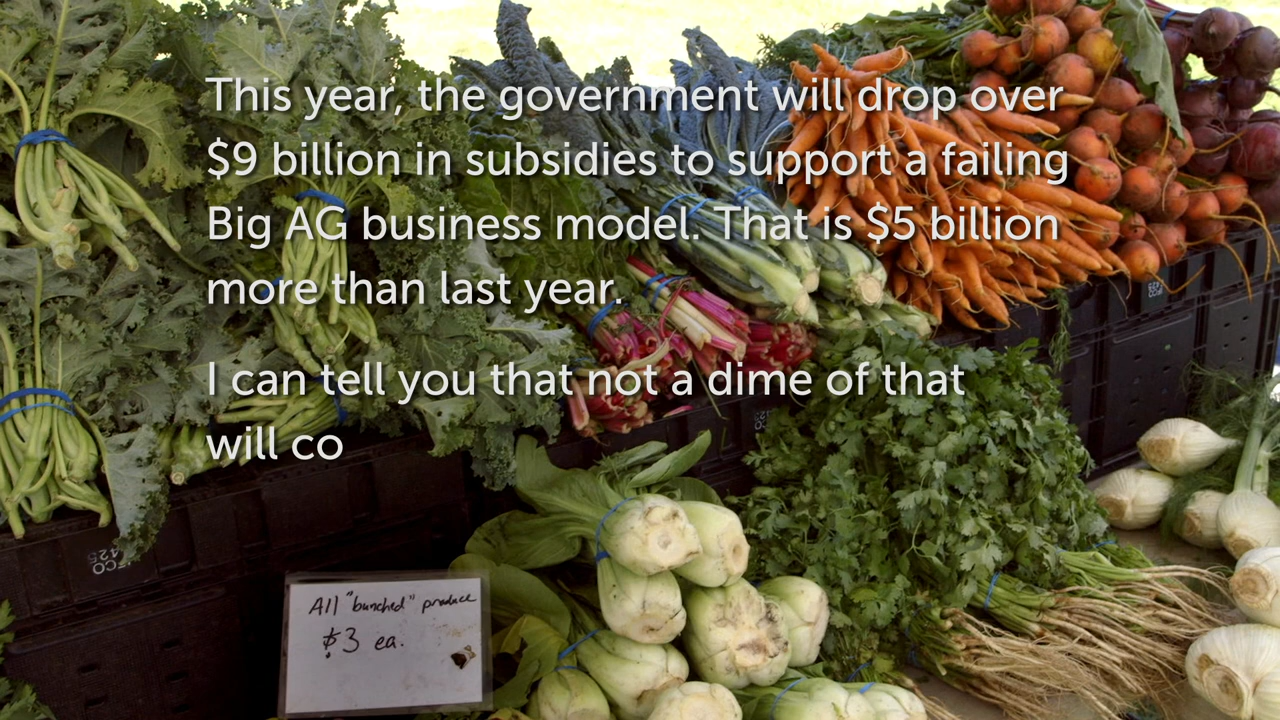 This year, the government will drop over
$9 billion in subsidies to support a failing
Big AG business model. That is $5 billion
more than last year.
I can tell you that not a dime of that
will co
All "bunched" produce
$3 ea.